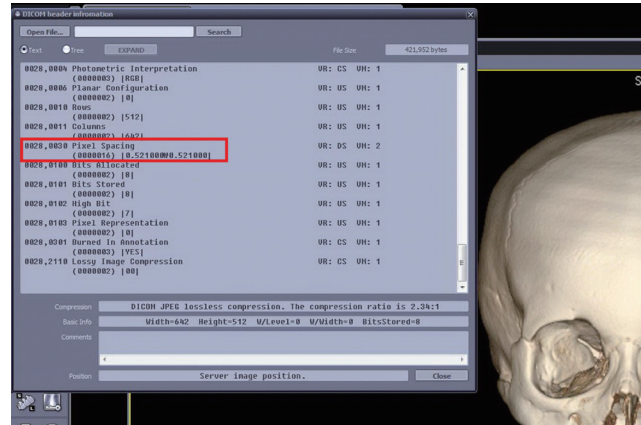 DICOM header infromation
Open File...
Search
Text
Tree
EXPAND
File Size
421,952 bytes
0028,0004 Photometric Interpretation VR: CS VM: 1
(0000003) |RGB|
0028,0006 Planar Configuration VR: US VM: 1
(0000002) |0|
0028,0010 Rows VR: US VM: 1
(0000002) |512|
0028,0011 Columns VR: US VM: 1
(0000002) |642|
0028,0030 Pixel Spacing VR: DS VM: 2
(0000016) |0.521000₩0.521000|
0028,0100 Bits Allocated VR: US VM: 1
(0000002) |8|
0028,0101 Bits Stored VR: US VM: 1
(0000002) |8|
0028,0102 High Bit VR: US VM: 1
(0000002) |7|
0028,0103 Pixel Representation VR: US VM: 1
(0000002) |0|
0028,0301 Burned In Annotation VR: CS VM: 1
(0000003) |YES|
0028,2110 Lossy Image Compression VR: CS VM: 1
(0000002) |00|
Compression DICOM JPEG lossless compression. The compression ratio is 2.34:1
Basic Info Width=642 Height=512 W/Level=0 W/Width=0 BitsStored=8
Comments
Position Server image position.
Close
S